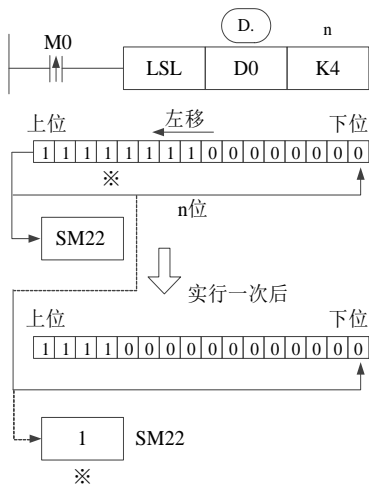 D. n
M0
LSL D0 K4
上位 左移 下位
1 1 1 1 1 1 1 1 0 0 0 0 0 0 0 0
※
n位
SM22
实行一次后
上位 下位
1 1 1 1 0 0 0 0 0 0 0 0 0 0 0 0
1 SM22
※